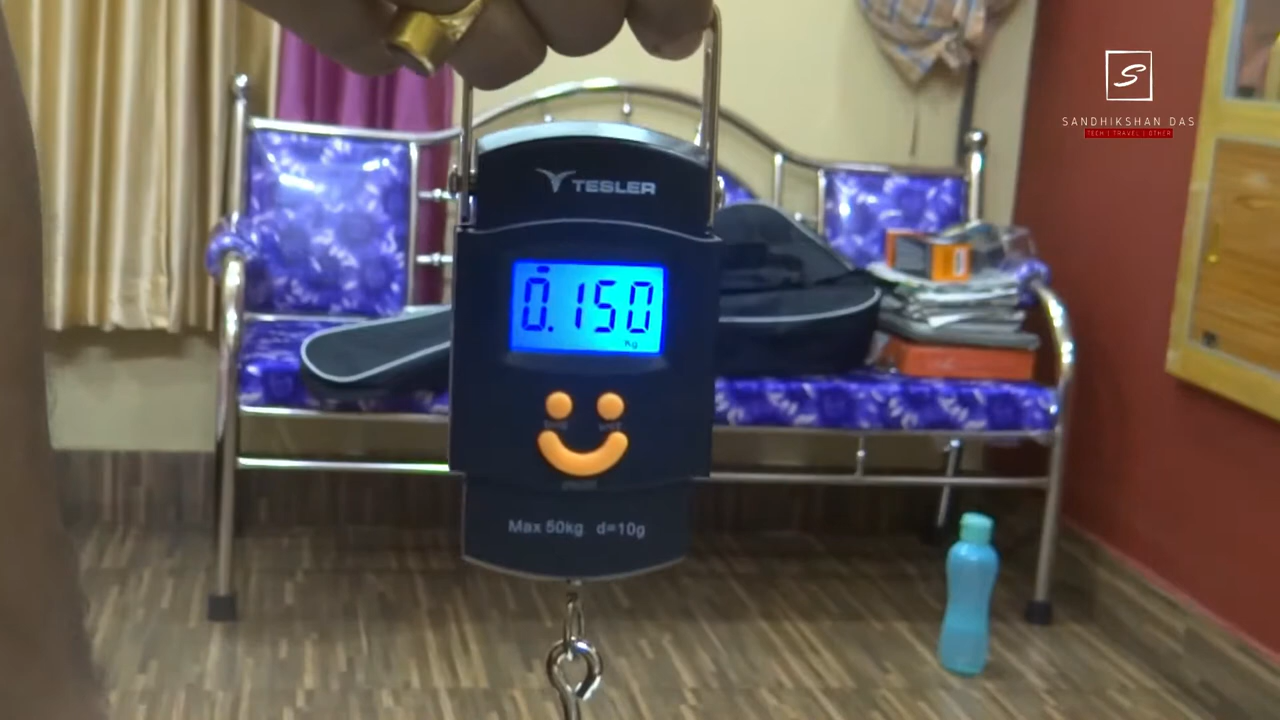 S
SANDHIKSHAN DAS
TECH | TRAVEL | OTHER
TESLER
0.150
Kg
Max 50kg d=10g